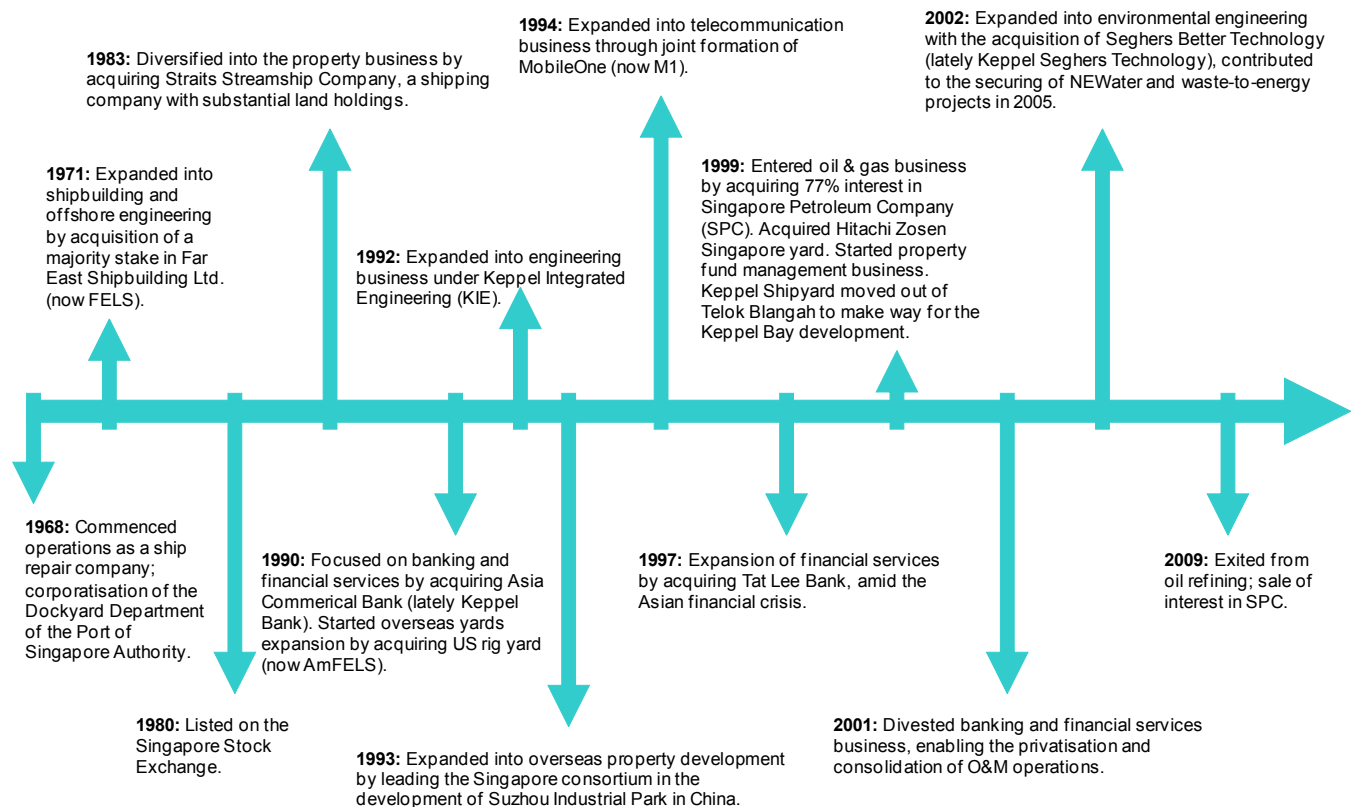 1968: Commenced
operations as a ship
repair company;
corporatisation of the
Dockyard Department
of the Port of
Singapore Authority.
1971: Expanded into
shipbuilding and
offshore engineering
by acquisition of a
majority stake in Far
East Shipbuilding Ltd.
(now FELS).
1980: Listed on the
Singapore Stock
Exchange.
1983: Diversified into the property business by
acquiring Straits Streamship Company, a shipping
company with substantial land holdings.
1990: Focused on banking and
financial services by acquiring Asia
Commerical Bank (lately Keppel
Bank). Started overseas yards
expansion by acquiring US rig yard
(now AmFELS).
1992: Expanded into engineering
business under Keppel Integrated
Engineering (KIE).
1993: Expanded into overseas property development
by leading the Singapore consortium in the
development of Suzhou Industrial Park in China.
1994: Expanded into telecommunication
business through joint formation of
MobileOne (now M1).
1997: Expansion of financial services
by acquiring Tat Lee Bank, amid the
Asian financial crisis.
1999: Entered oil & gas business
by acquiring 77% interest in
Singapore Petroleum Company
(SPC). Acquired Hitachi Zosen
Singapore yard. Started property
fund management business.
Keppel Shipyard moved out of
Telok Blangah to make way for the
Keppel Bay development.
2001: Divested banking and financial services
business, enabling the privatisation and
consolidation of O&M operations.
2002: Expanded into environmental engineering
with the acquisition of Seghers Better Technology
(lately Keppel Seghers Technology), contributed
to the securing of NEWater and waste-to-energy
projects in 2005.
2009: Exited from
oil refining; sale of
interest in SPC.